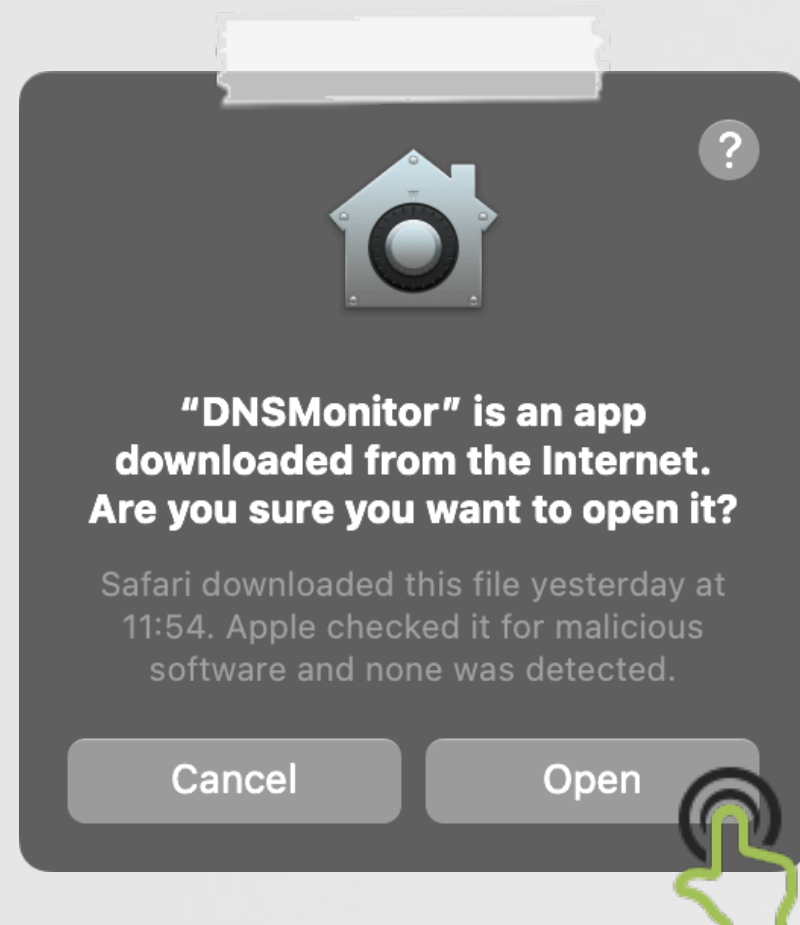 ?
“DNSMonitor” is an app
downloaded from the Internet.
Are you sure you want to open it?
Safari downloaded this file yesterday at
11:54. Apple checked it for malicious
software and none was detected.
Cancel
Open